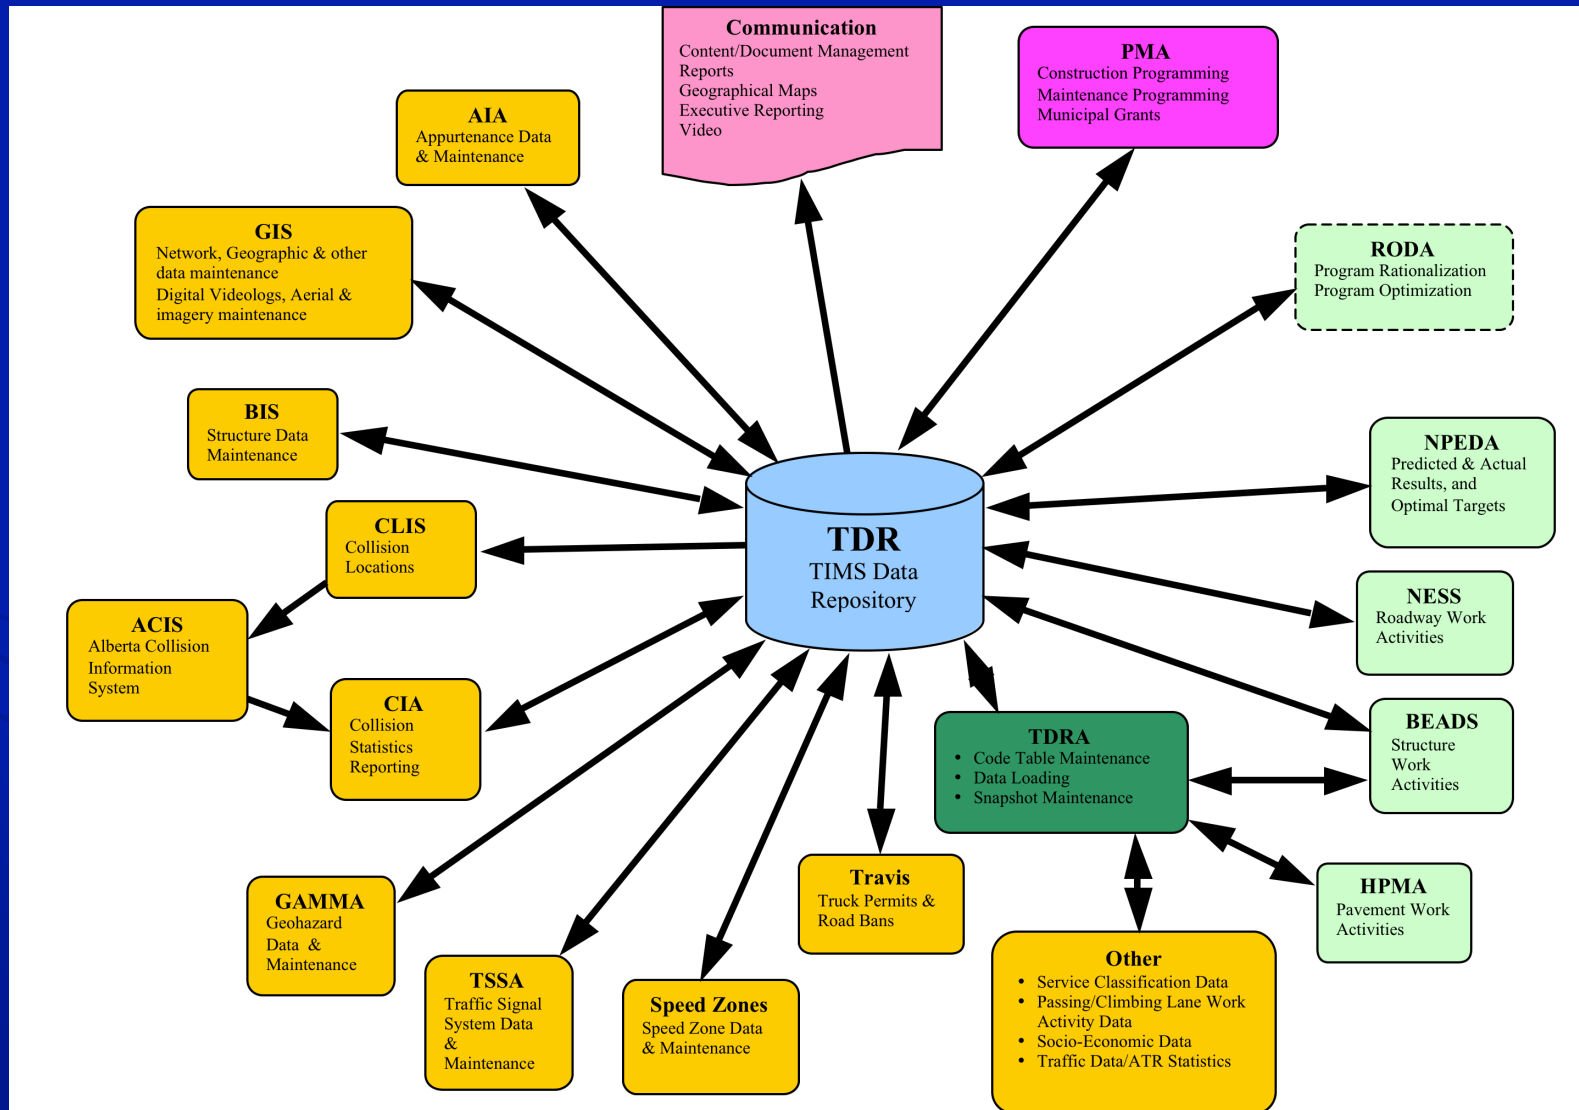 Communication
Content/Document Management
Reports
Geographical Maps
Executive Reporting
Video
PMA
Construction Programming
Maintenance Programming
Municipal Grants
AIA
Appurtenance Data
& Maintenance
GIS
Network, Geographic & other
data maintenance
Digital Videologs, Aerial &
imagery maintenance
RODA
Program Rationalization
Program Optimization
BIS
Structure Data
Maintenance
NPEDA
Predicted & Actual
Results, and
Optimal Targets
CLIS
Collision
Locations
TDR
TIMS Data
Repository
NESS
Roadway Work
Activities
ACIS
Alberta Collision
Information
System
CIA
Collision
Statistics
Reporting
TDRA
• Code Table Maintenance
• Data Loading
• Snapshot Maintenance
BEADS
Structure
Work
Activities
GAMMA
Geohazard
Data &
Maintenance
Travis
Truck Permits &
Road Bans
HPMA
Pavement Work
Activities
TSSA
Traffic Signal
System Data
&
Maintenance
Speed Zones
Speed Zone Data
& Maintenance
Other
• Service Classification Data
• Passing/Climbing Lane Work
Activity Data
• Socio-Economic Data
• Traffic Data/ATR Statistics